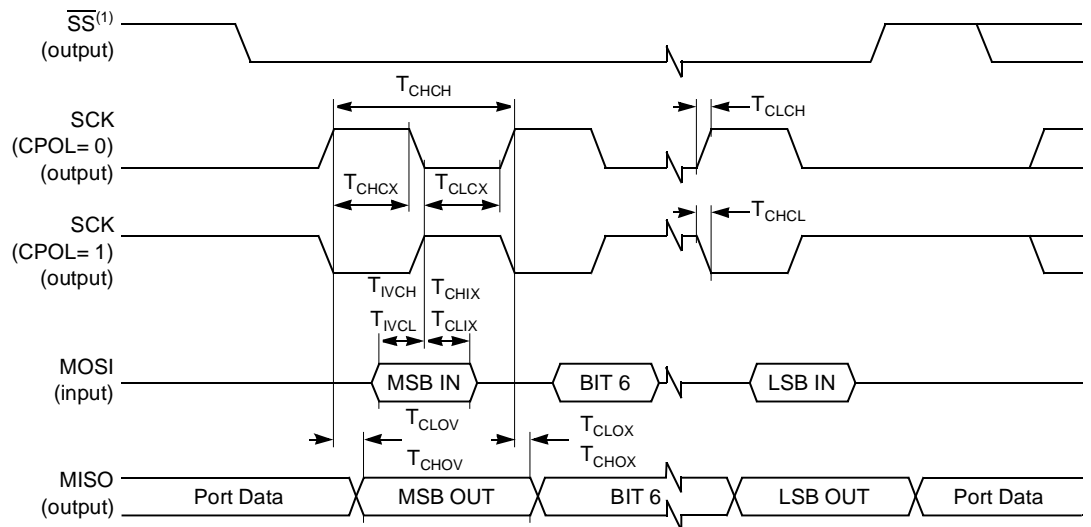 SS(1)
(output)
TCHCH
TCLCH
SCK
(CPOL= 0)
(output)
TCHCX
TCLCX
TCHCL
SCK
(CPOL= 1)
(output)
TIVCH
TCHIX
TIVCL
TCLIX
MOSI
(input)
MSB IN
BIT 6
LSB IN
TCLOV
TCLOX
TCHOV
TCHOX
MISO
(output)
Port Data
MSB OUT
BIT 6
LSB OUT
Port Data